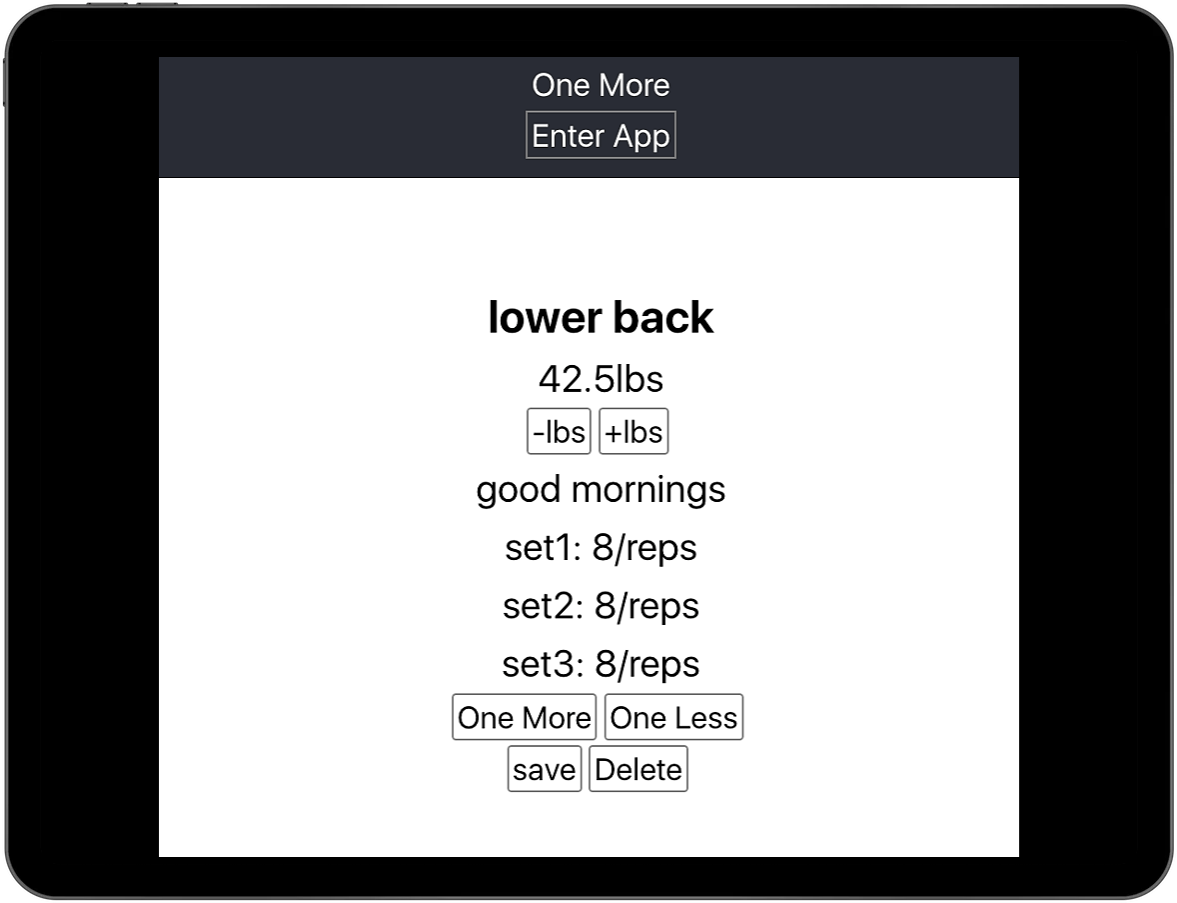 One More
Enter App
lower back
42.5lbs
-lbs +lbs
good mornings
set1: 8/reps
set2: 8/reps
set3: 8/reps
One More One Less
save Delete